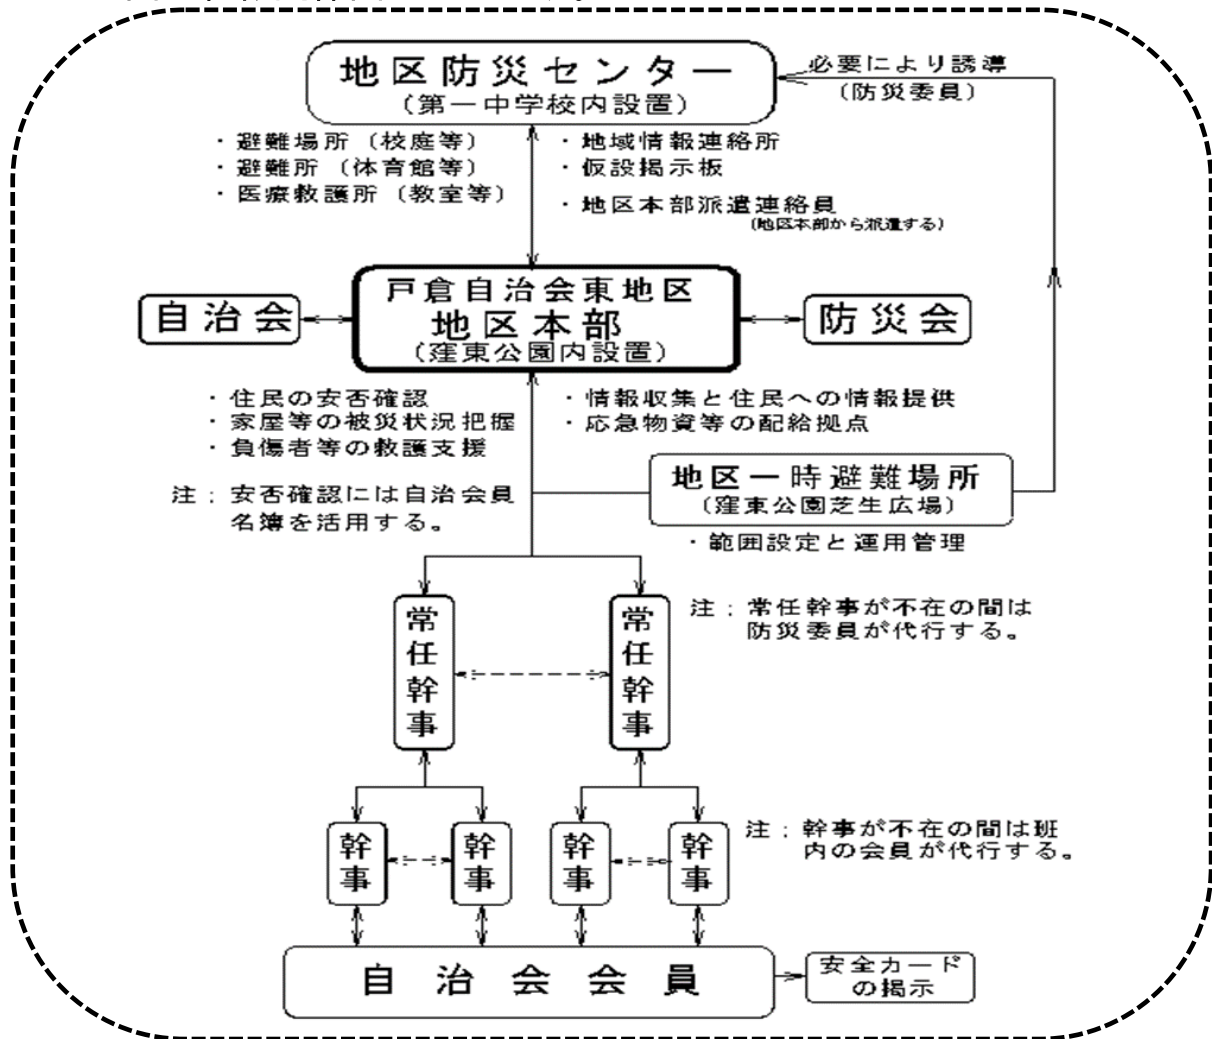 地区防災センター
（第一中学校内設置）
必要により誘導
（防災委員）
・避難場所（校庭等）
・避難所（体育館等）
・医療救護所（教室等）
・地域情報連絡所
・仮設掲示板
・地区本部派遣連絡員
（地区本部から派遣する）
自治会
戸倉自治会東地区
地区本部
（窪東公園内設置）
防災会
・住民の安否確認
・家屋等の被災状況把握
・負傷者等の救護支援
・情報収集と住民への情報提供
・応急物資等の配給拠点
注：安否確認には自治会員
名簿を活用する。
地区一時避難場所
（窪東公園芝生広場）
・範囲設定と運用管理
常任幹事
常任幹事
注：常任幹事が不在の間は
防災委員が代行する。
幹事
幹事
幹事
幹事
注：幹事が不在の間は班
内の会員が代行する。
自治会会員
安全カード
の掲示